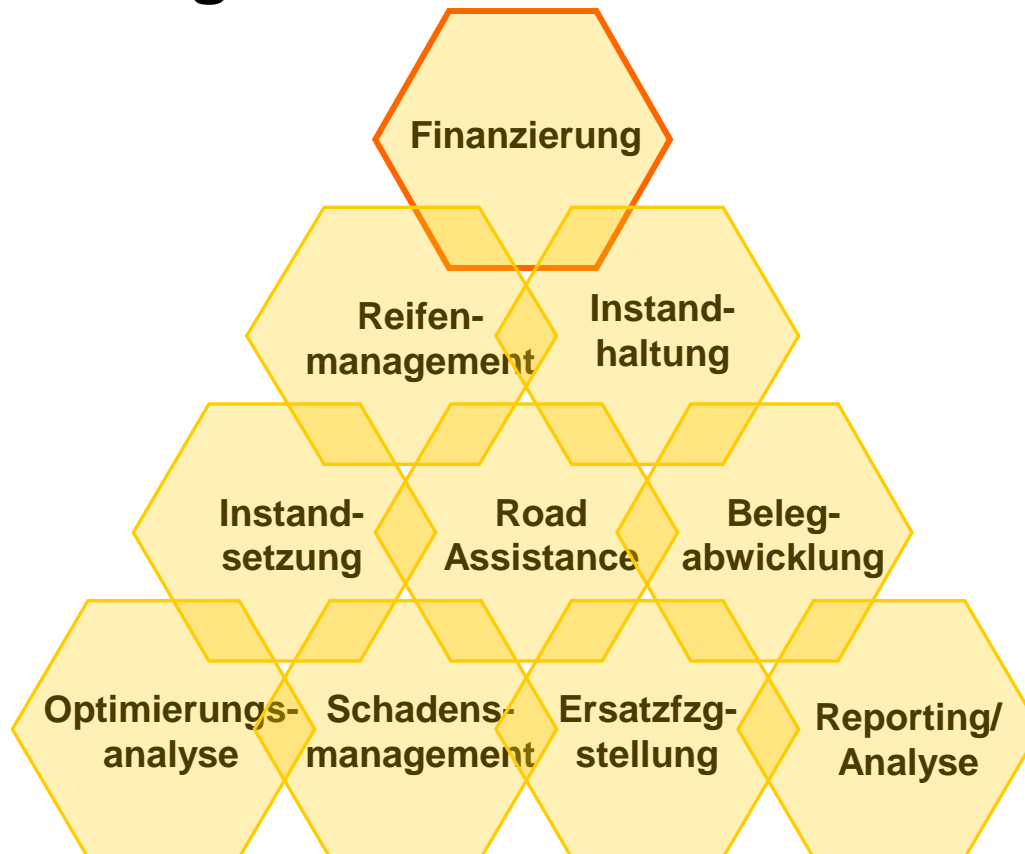 Finanzierung
Reifen-
management
Instand-
haltung
Instand-
setzung
Road
Assistance
Beleg-
abwicklung
Optimierungs-
analyse
Schadens-
management
Ersatzfzg-
stellung
Reporting/
Analyse